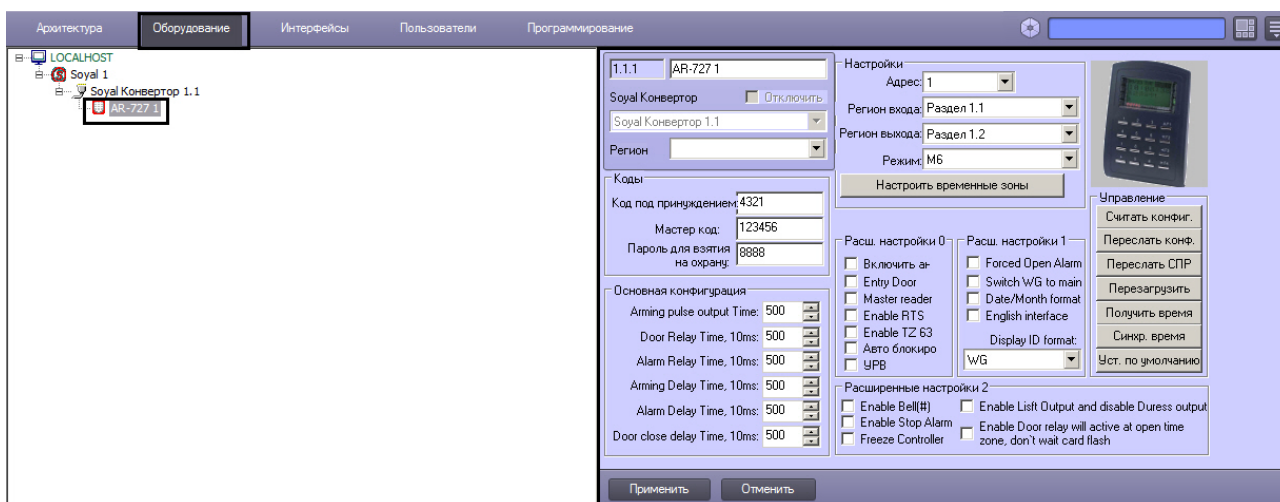 Архитектура Оборудование Интерфейсы Пользователи Программирование
LOCALHOST
Soyal 1
Soyal Конвертор 1.1
AR-727 1
1.1.1 AR-727 1
Soyal Конвертор Отключить
Soyal Конвертор 1.1
Регион
Коды
Код под принуждением: 4321
Мастер код: 123456
Пароль для взятия
на охрану: 8888
Основная конфигурация
Arming pulse output Time: 500
Door Relay Time, 10ms: 500
Alarm Relay Time, 10ms: 500
Arming Delay Time, 10ms: 500
Alarm Delay Time, 10ms: 500
Door close delay Time, 10ms: 500
Настройки
Адрес: 1
Регион входа: Раздел 1.1
Регион выхода: Раздел 1.2
Режим: M6
Настроить временные зоны
Расш. настройки 0
Включить ан
Entry Door
Master reader
Enable RTS
Enable TZ 63
Авто блокиро
УРВ
Расш. настройки 1
Forced Open Alarm
Switch WG to main
Date/Month format
English interface
Display ID format:
WG
Управление
Считать конфиг.
Переслать конф.
Переслать СПР
Перезагрузить
Получить время
Синхр. время
Уст. по умолчанию
Расширенные настройки 2
Enable Bell(#)
Enable Stop Alarm
Freeze Controller
Enable Lisft Output and disable Duress output
Enable Door relay will active at open time
zone, don`t wait card flash
Применить Отменить